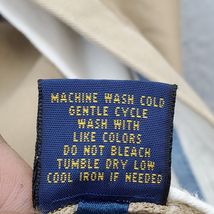 MACHINE WASH COLD
GENTLE CYCLE
WASH WITH
LIKE COLORS
DO NOT BLEACH
TUMBLE DRY LOW
COOL IRON IF NEEDED